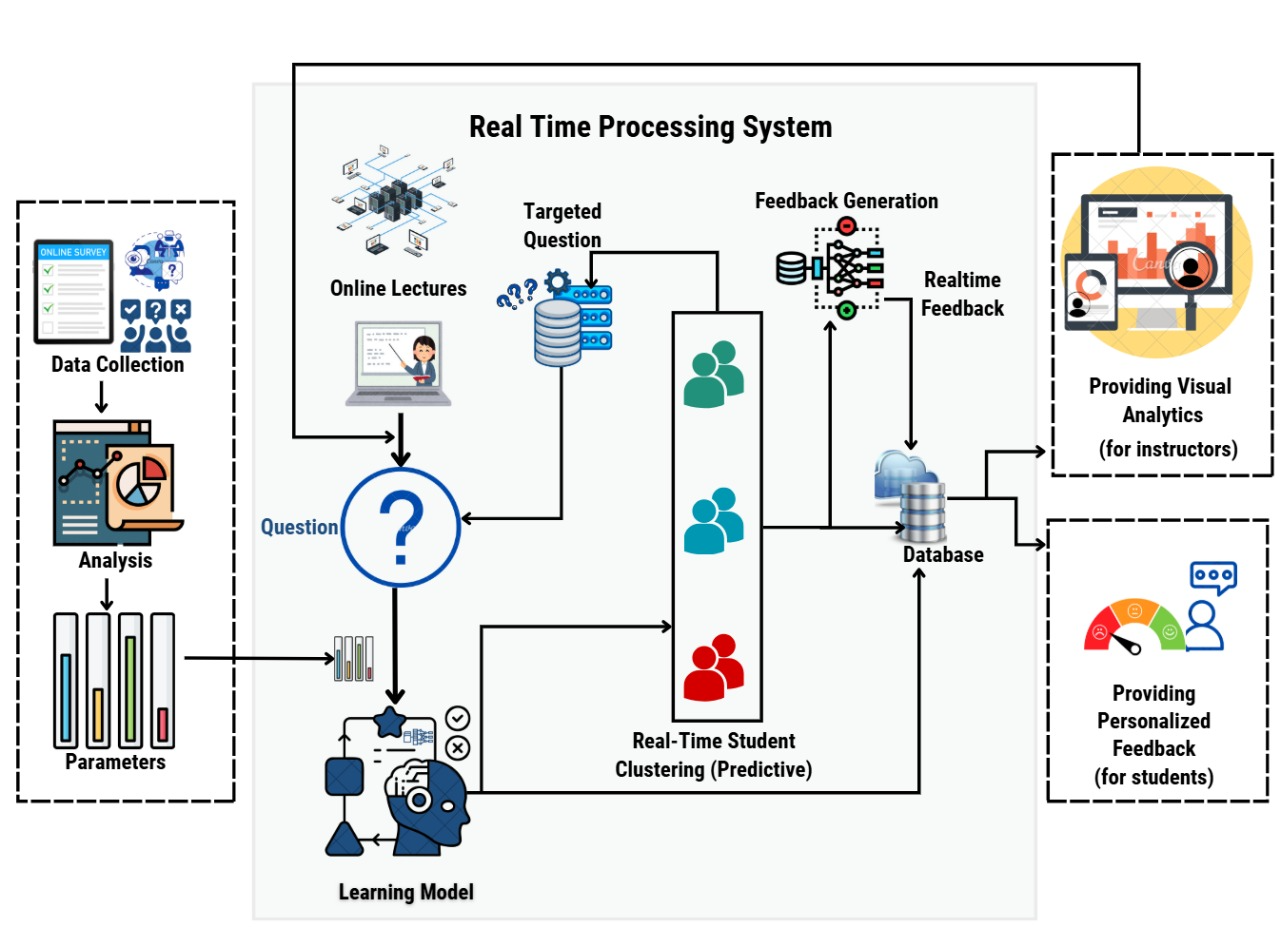 Real Time Processing System
ONLINE SURVEY
Data Collection
Analysis
Parameters
Online Lectures
Targeted
Question
Question
Learning Model
Real-Time Student
Clustering (Predictive)
Feedback Generation
Realtime
Feedback
Database
Providing Visual
Analytics
(for instructors)
Providing
Personalized
Feedback
(for students)